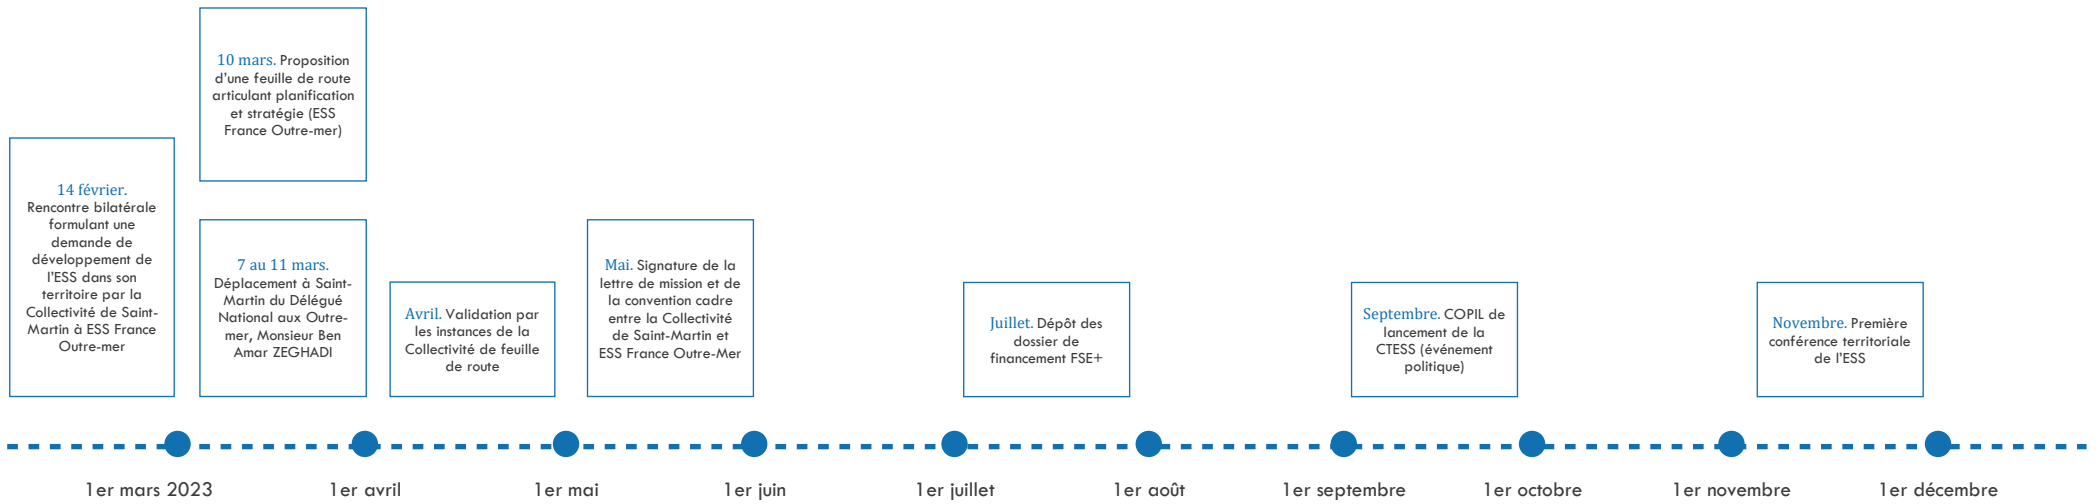 10 mars. Proposition
d'une feuille de route
articulant planification
et stratégie (ESS
France Outre-mer)
14 février.
Rencontre bilatérale
formulant une
demande de
développement de
l'ESS dans son
territoire par la
Collectivité de Saint-
Martin à ESS France
Outre-mer
7 au 11 mars.
Déplacement à Saint-
Martin du Délégué
National aux Outre-
mer, Monsieur Ben
Amar ZEGHADI
Avril. Validation par
les instances de la
Collectivité de feuille
de route
Mai. Signature de la
lettre de mission et de
la convention cadre
entre la Collectivité
de Saint-Martin et
ESS France Outre-Mer
Juillet. Dépôt des
dossier de
financement FSE+
Septembre. COPIL de
lancement de la
CTESS (événement
politique)
Novembre. Première
conférence territoriale
de l'ESS
1er mars 2023
1er avril
1er mai
1er juin
1er juillet
1er août
1er septembre
1er octobre
1er novembre
1er décembre